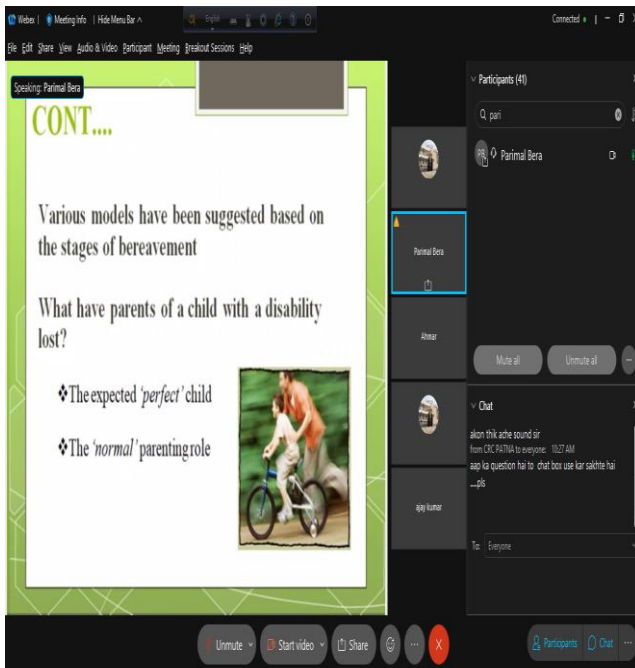 Webex
Meeting Info
Hide Menu Bar
English
Connected
File Edit Share View Audio & Video Participant Meeting Breakout Sessions Help
Speaking: Parimal Bera
CONT....
Various models have been suggested based on
the stages of bereavement
What have parents of a child with a disability
lost?
❖The expected 'perfect' child
❖The 'normal' parenting role
Parimal Bera
Ahmar
ajay kumar
Participants (41)
pari
PB
Parimal Bera
Mute all
Unmute all
Chat
akon thik ache sound sir
from CRC PATNA to everyone: 10:27 AM
aap ka question hai to chat box use kar sakhte hai
....pls
To: Everyone
Unmute
Start video
Share
Participants
Chat